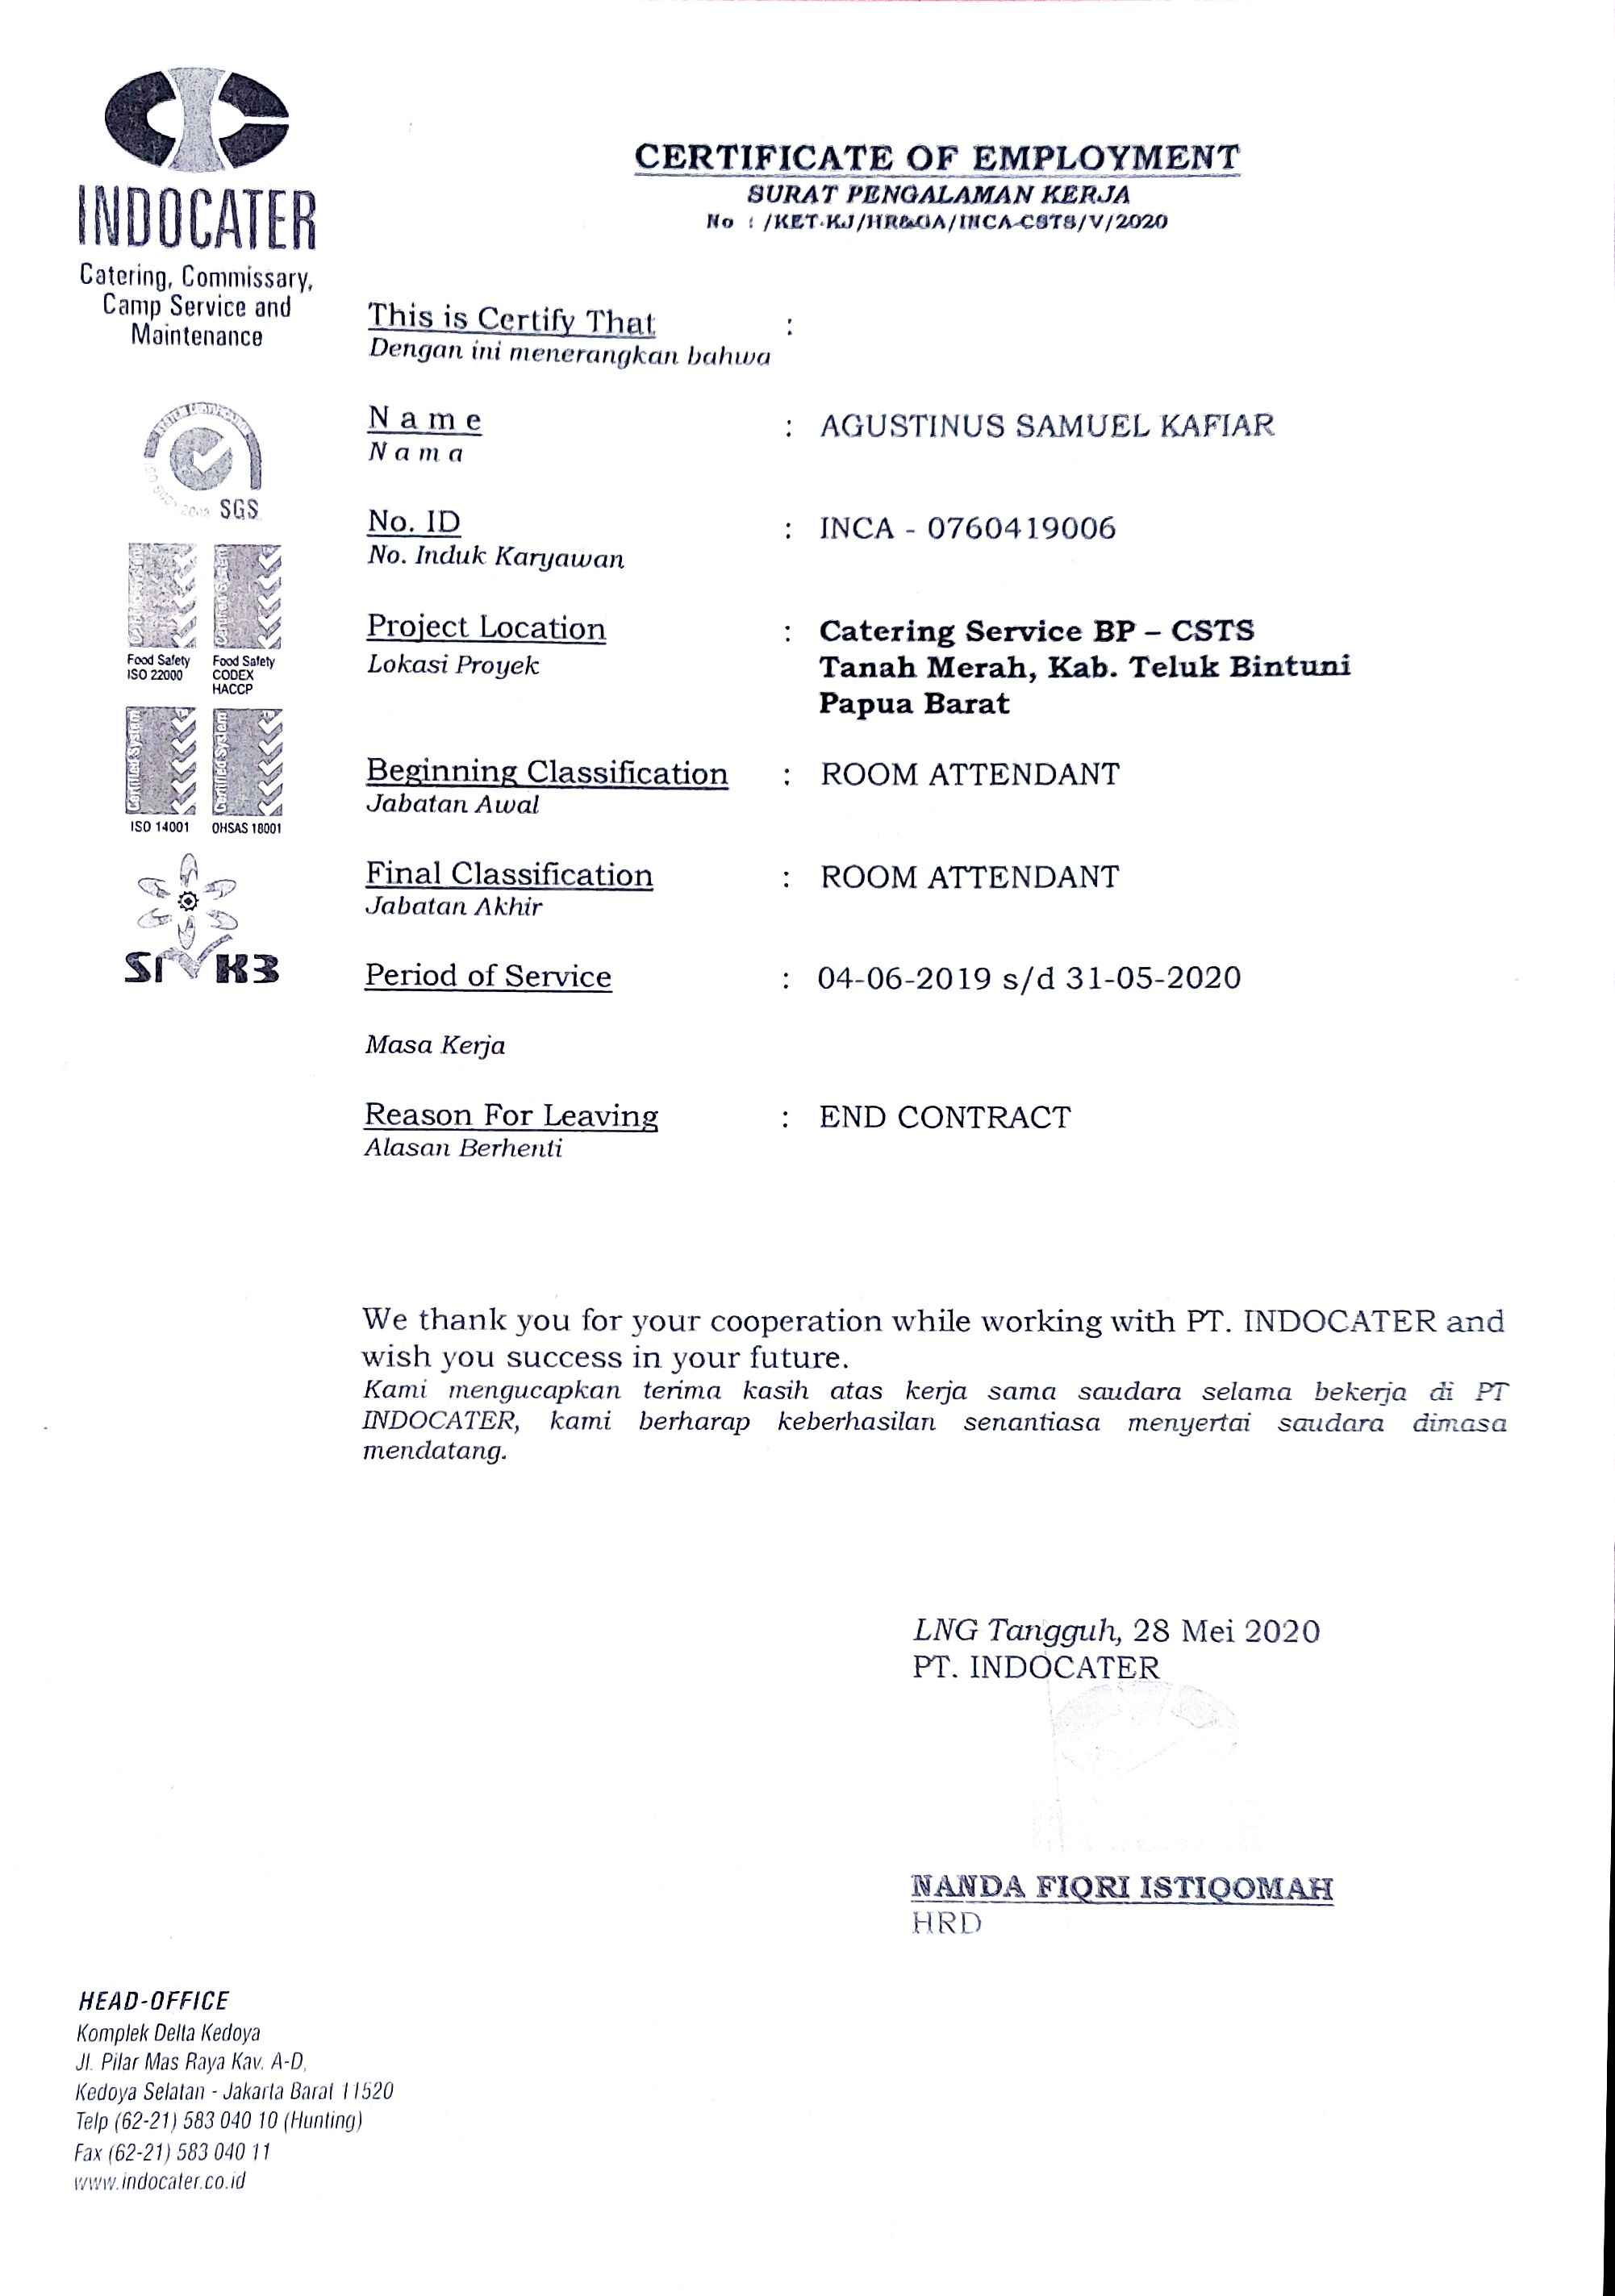 INDOCATER
Catering, Commissary,
Camp Service and
Maintenance
CERTIFICATE OF EMPLOYMENT
SURAT PENGALAMAN KERJA
No : /KET-KJ/HR&GA/INCA-CSTS/V/2020
This is Certify That :
Dengan ini menerangkan bahwa
SYSTEM CERTIFICATION
SGS
Food Safety
ISO 22000
Certified System
Food Safety
CODEX
HACCP
Certified System
ISO 14001
Certified System
OHSAS 18001
SMK3
Name : AGUSTINUS SAMUEL KAFIAR
Nama
No. ID : INCA - 0760419006
No. Induk Karyawan
Project Location : Catering Service BP – CSTS
Lokasi Proyek Tanah Merah, Kab. Teluk Bintuni
Papua Barat
Beginning Classification : ROOM ATTENDANT
Jabatan Awal
Final Classification : ROOM ATTENDANT
Jabatan Akhir
Period of Service : 04-06-2019 s/d 31-05-2020
Masa Kerja
Reason For Leaving : END CONTRACT
Alasan Berhenti
We thank you for your cooperation while working with PT. INDOCATER and
wish you success in your future.
Kami mengucapkan terima kasih atas kerja sama saudara selama bekerja di PT
INDOCATER, kami berharap keberhasilan senantiasa menyertai saudara dimasa
mendatang.
LNG Tangguh, 28 Mei 2020
PT. INDOCATER
NANDA FIQRI ISTIQOMAH
HRD
HEAD-OFFICE
Komplek Delta Kedoya
Jl. Pilar Mas Raya Kav. A-D,
Kedoya Selatan - Jakarta Barat 11520
Telp (62-21) 583 040 10 (Hunting)
Fax (62-21) 583 040 11
www.indocater.co.id